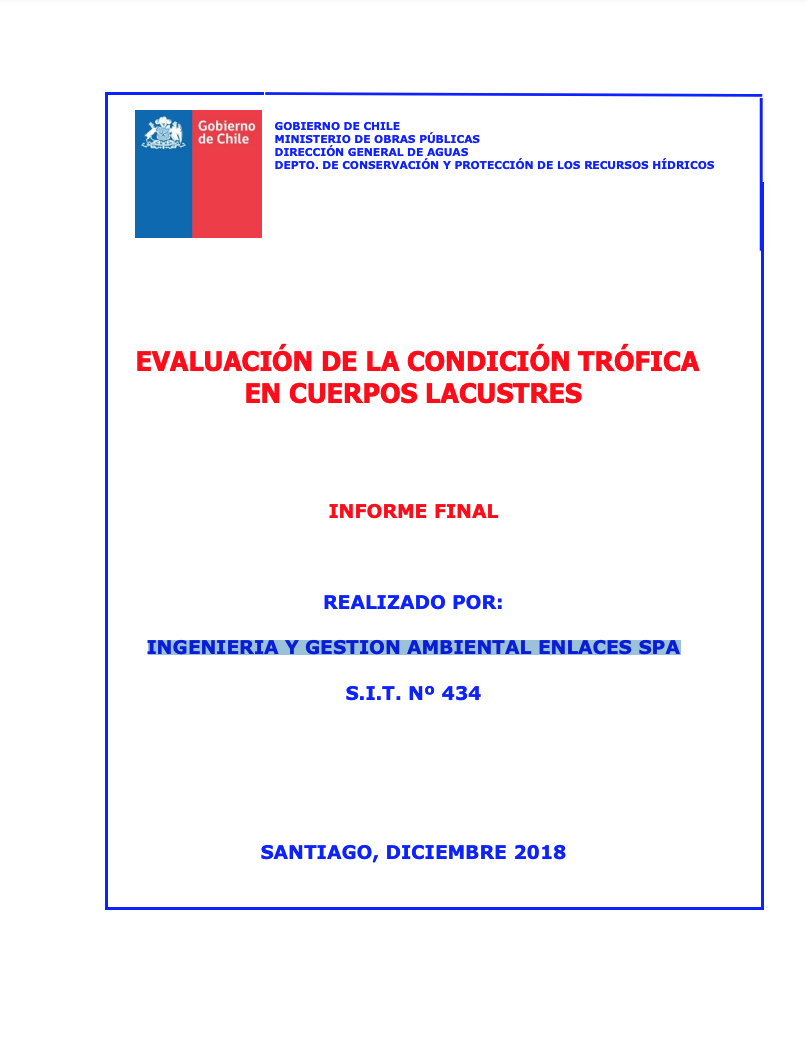 Gobierno
de Chile
GOBIERNO DE CHILE
MINISTERIO DE OBRAS PÚBLICAS
DIRECCIÓN GENERAL DE AGUAS
DEPTO. DE CONSERVACIÓN Y PROTECCIÓN DE LOS RECURSOS HÍDRICOS
EVALUACIÓN DE LA CONDICIÓN TRÓFICA
EN CUERPOS LACUSTRES
INFORME FINAL
REALIZADO POR:
INGENIERIA Y GESTION AMBIENTAL ENLACES SPA
S.I.T. Nº 434
SANTIAGO, DICIEMBRE 2018